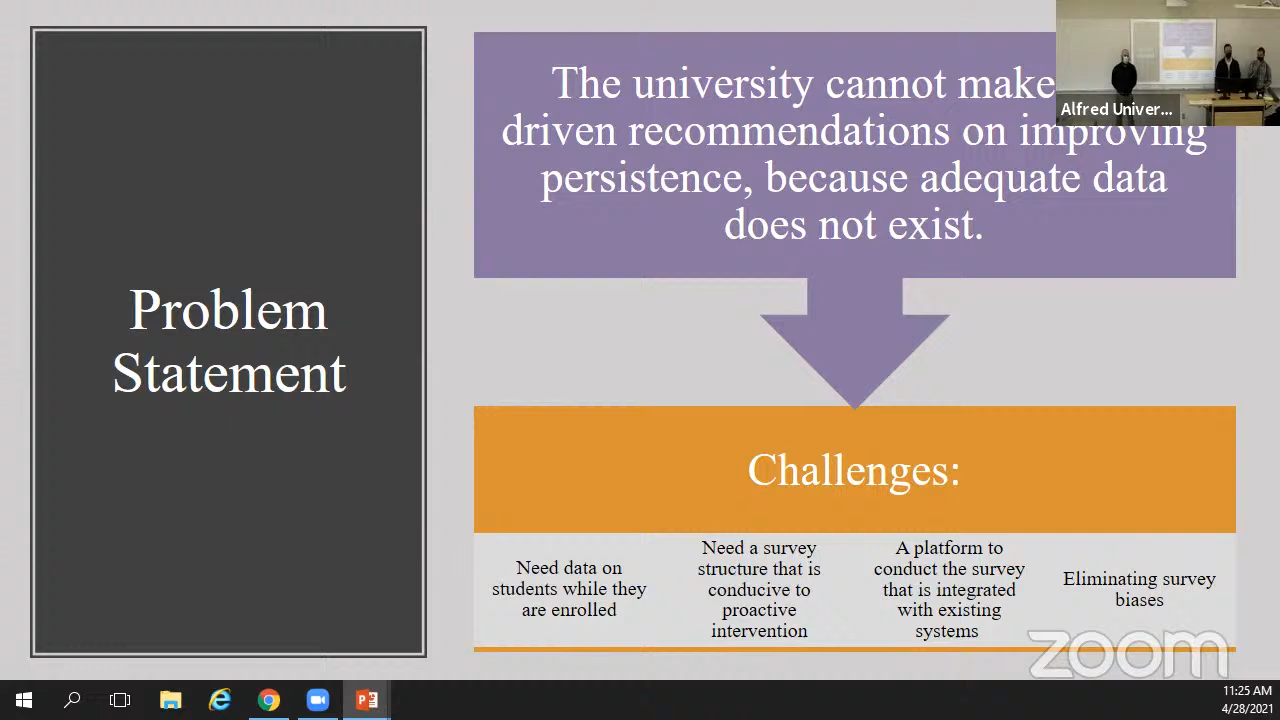 Problem
Statement
The university cannot make
driven recommendations on improving
persistence, because adequate data
does not exist.
Challenges:
Need data on
students while they
are enrolled
Need a survey
structure that is
conducive to
proactive
intervention
A platform to
conduct the survey
that is integrated
with existing
systems
Eliminating survey
biases
Alfred Univer...
zoom
11:25 AM
4/28/2021